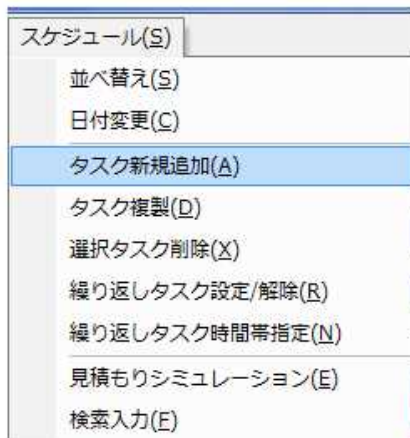 スケジュール(S)
並べ替え(S)
日付変更(C)
タスク新規追加(A)
タスク複製(D)
選択タスク削除(X)
繰り返しタスク設定/解除(R)
繰り返しタスク時間帯指定(N)
見積もりシミュレーション(E)
検索入力(F)